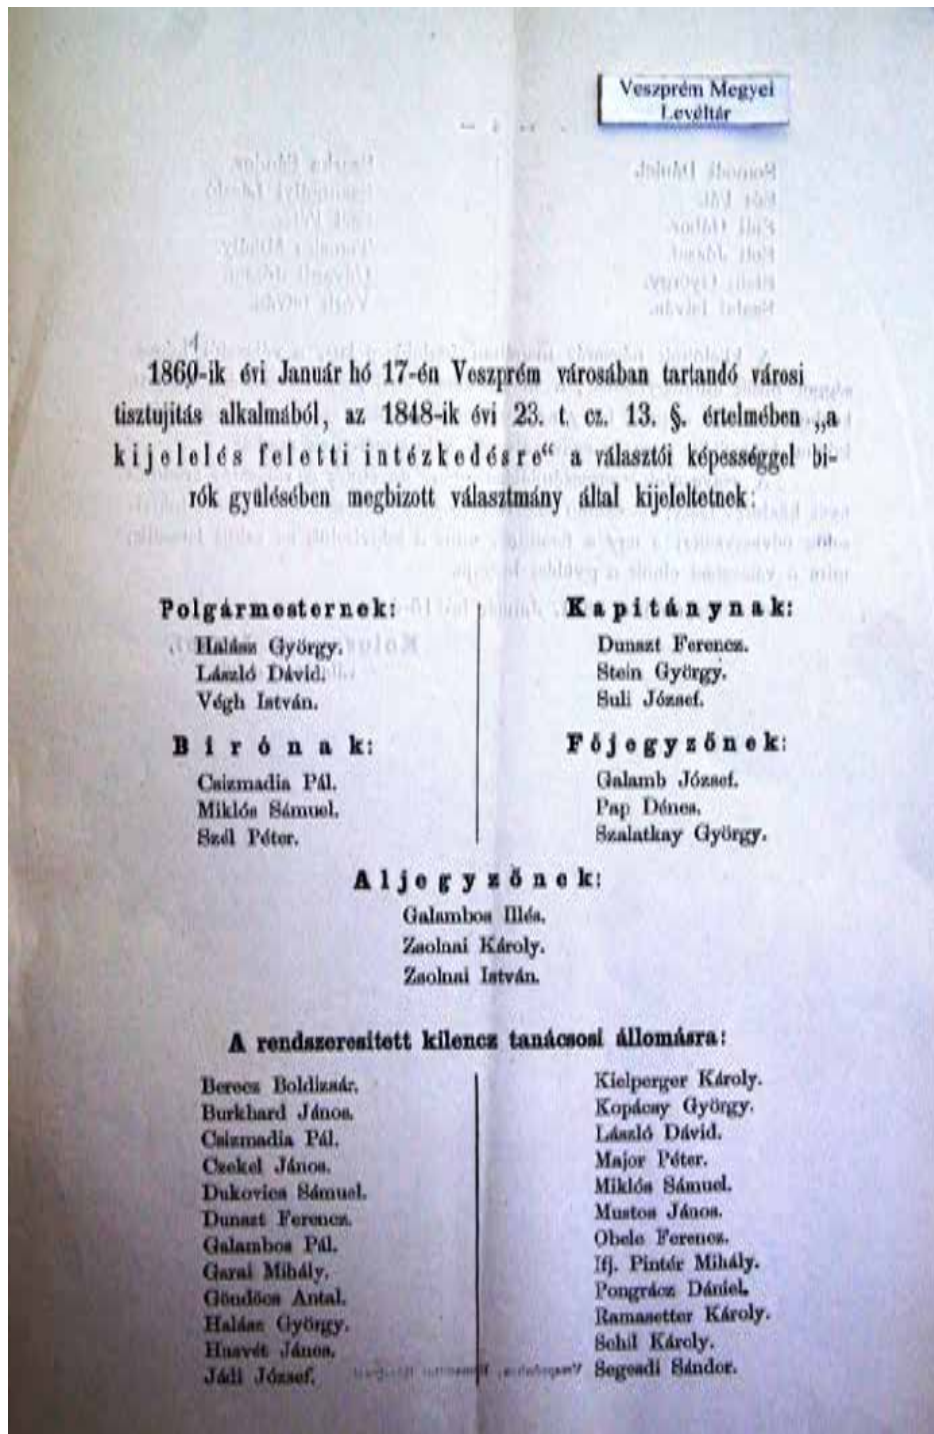 Veszprém Megyei
Levéltár
1
1860-ik évi Január hó 17-én Veszprém városában tartandó városi
tisztujitás alkalmából, az 1848-ik évi 23. t. cz. 13. §. értelmében „a
kijelelés feletti intézkedésre“ a választói képességgel bi-
rók gyülésében megbizott választmány által kijeleltetnek:
Polgármesternek:
Halász György.
László Dávid.
Végh István.
Birónak:
Csizmadia Pál.
Miklós Sámuel.
Szél Péter.
Kapitánynak:
Dunszt Ferencz.
Stein György.
Suli József.
Főjegyzőnek:
Galamb József.
Pap Dénes.
Szalatkay György.
Aljegyzőnek:
Galambos Illés.
Zsolnai Károly.
Zsolnai István.
A rendszeresitett kilencz tanácsosi állomásra:
Berecz Boldizsár.
Burkhard János.
Csizmadia Pál.
Czekel János.
Dukovics Sámuel.
Dunszt Ferencz.
Galambos Pál.
Garai Mihály.
Göndöcs Antal.
Halász György.
Husvét János.
Jádi József.
Kielperger Károly.
Kopácsy György.
László Dávid.
Major Péter.
Miklós Sámuel.
Mustos János.
Obele Ferencz.
Ifj. Pintér Mihály.
Pongrácz Dániel.
Ramasetter Károly.
Schil Károly.
Segesdi Sándor.